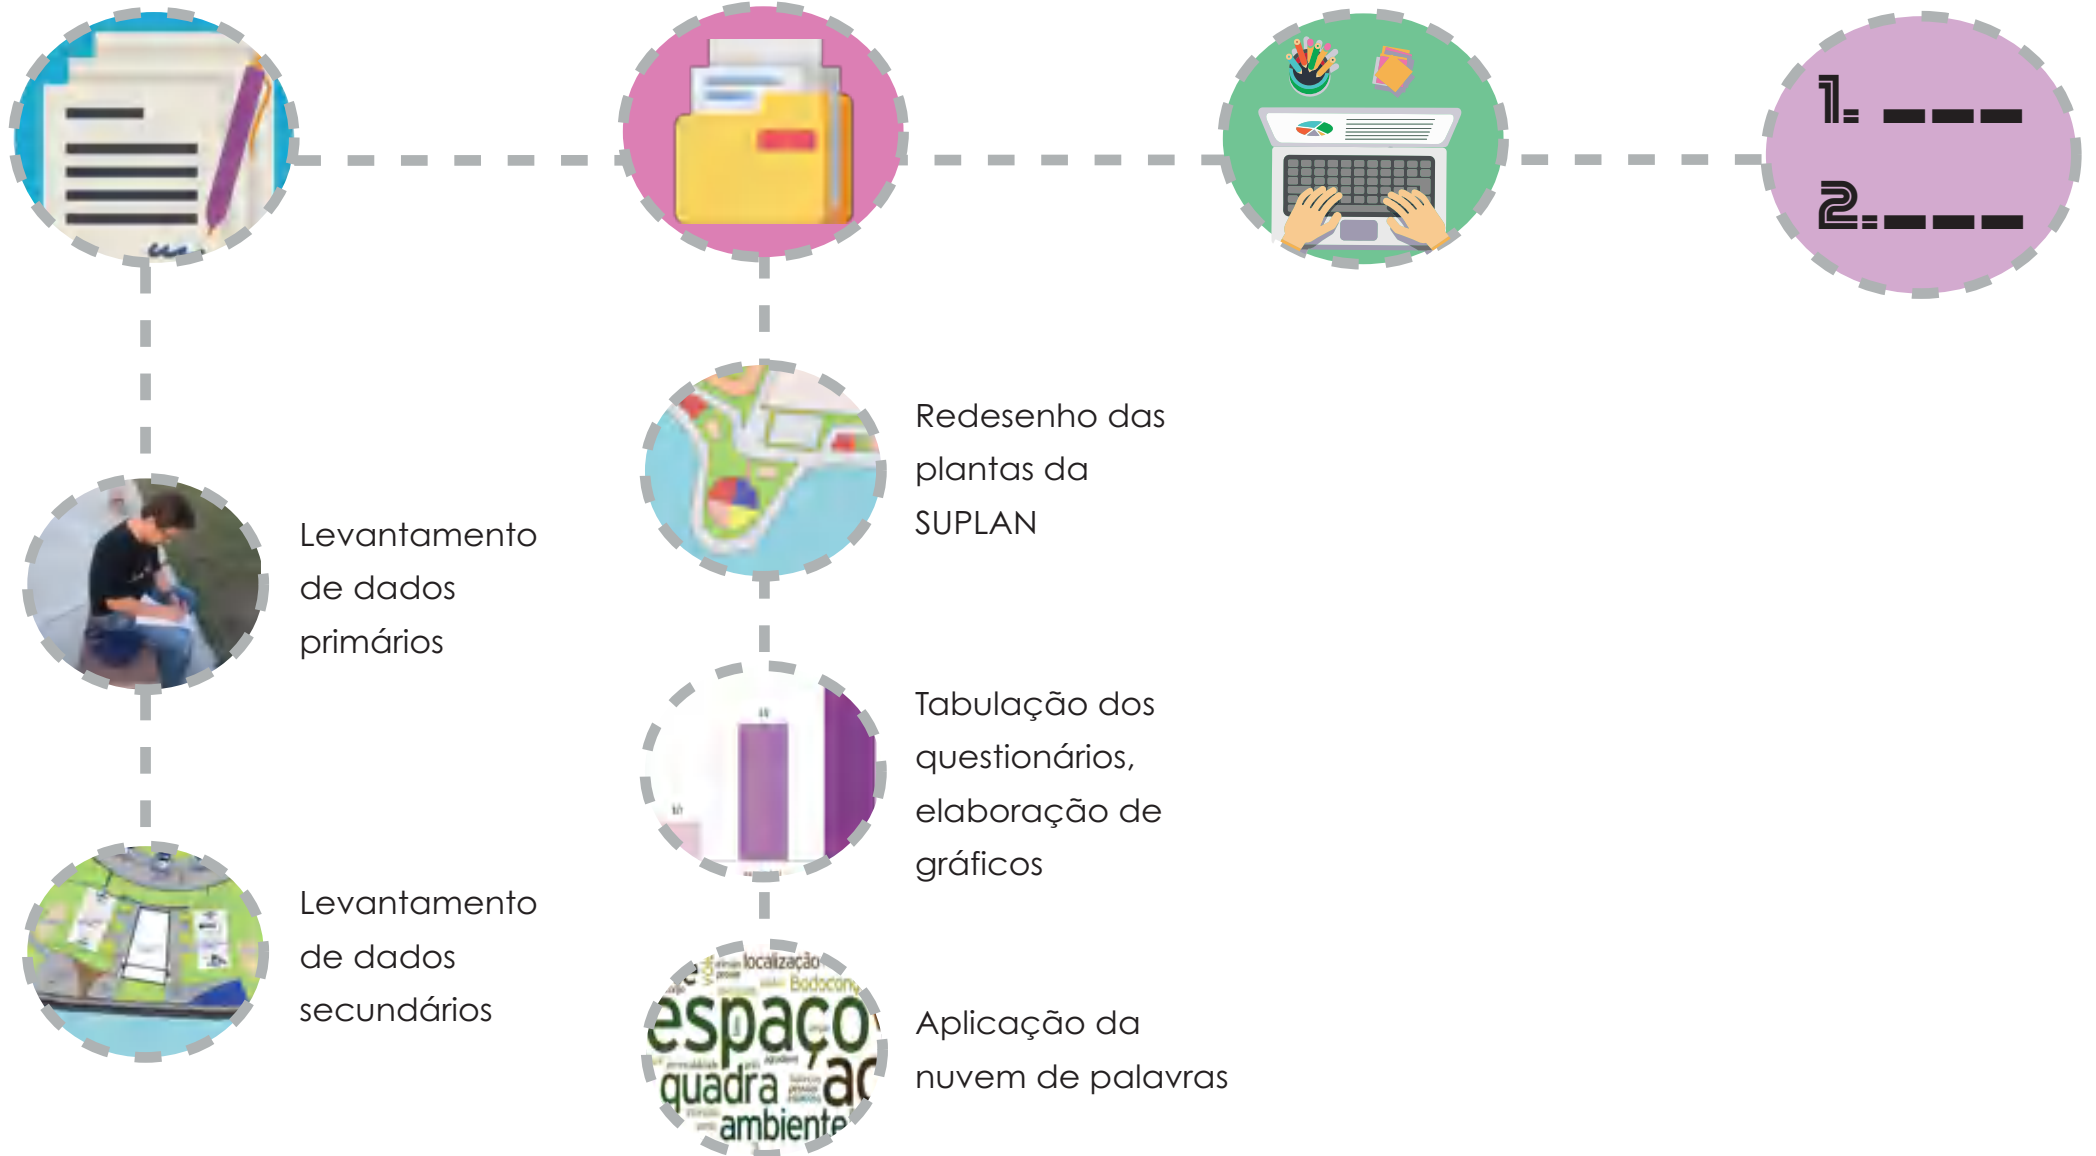 1.
2.
Levantamento
de dados
primários
Levantamento
de dados
secundários
Redesenho das
plantas da
SUPLAN
Tabulação dos
questionários,
elaboração de
gráficos
localização
espaço
quadra
ambiente
Aplicação da
nuvem de palavras